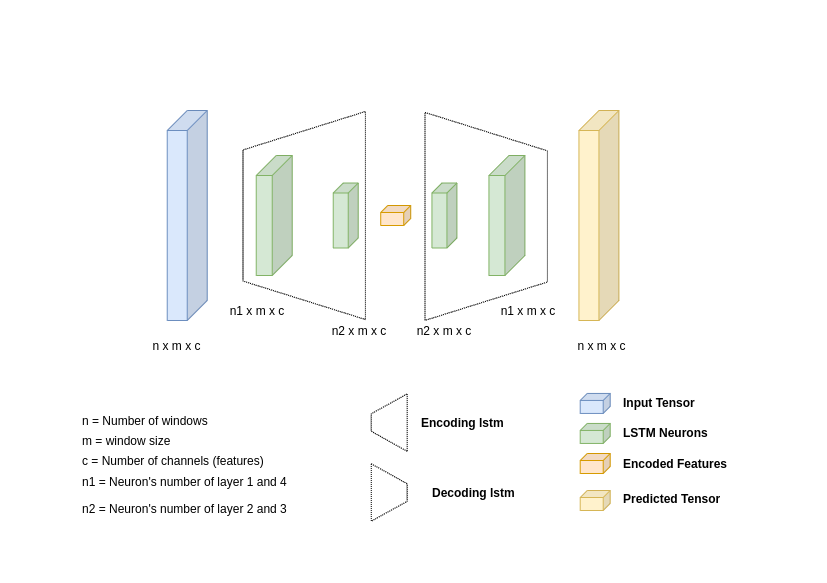 n1 x m x c
n2 x m x c
n2 x m x c
n1 x m x c
n x m x c
n x m x c
n = Number of windows
m = window size
c = Number of channels (features)
n1 = Neuron's number of layer 1 and 4
n2 = Neuron's number of layer 2 and 3
Encoding lstm
Decoding lstm
Input Tensor
LSTM Neurons
Encoded Features
Predicted Tensor